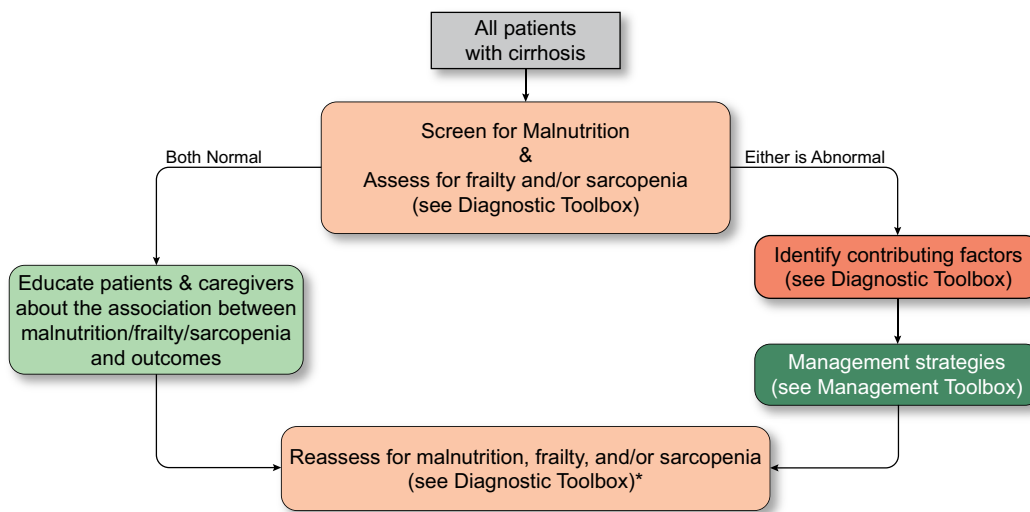 All patients
with cirrhosis
Screen for Malnutrition
&
Assess for frailty and/or sarcopenia
(see Diagnostic Toolbox)
Both Normal
Either is Abnormal
Educate patients & caregivers
about the association between
malnutrition/frailty/sarcopenia
and outcomes
Identify contributing factors
(see Diagnostic Toolbox)
Management strategies
(see Management Toolbox)
Reassess for malnutrition, frailty, and/or sarcopenia
(see Diagnostic Toolbox)*